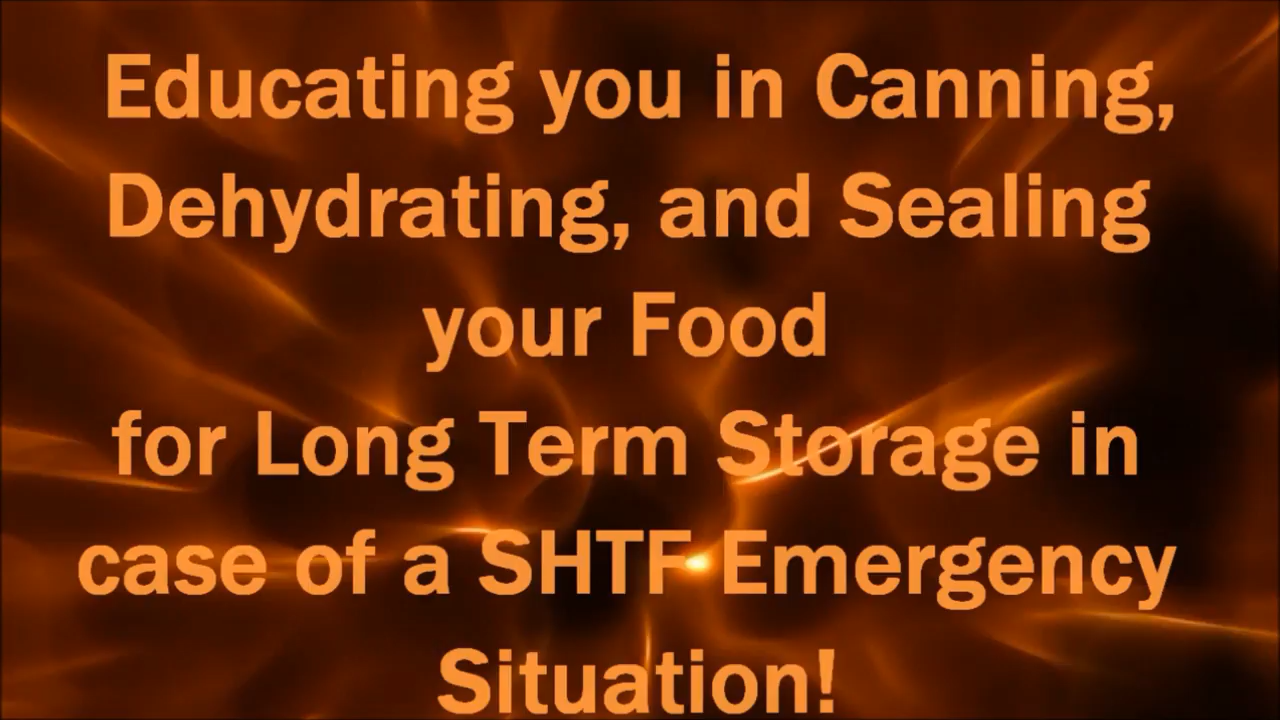 Educating you in Canning,
Dehydrating, and Sealing
your Food
for Long Term Storage in
case of a SHTF Emergency
Situation!